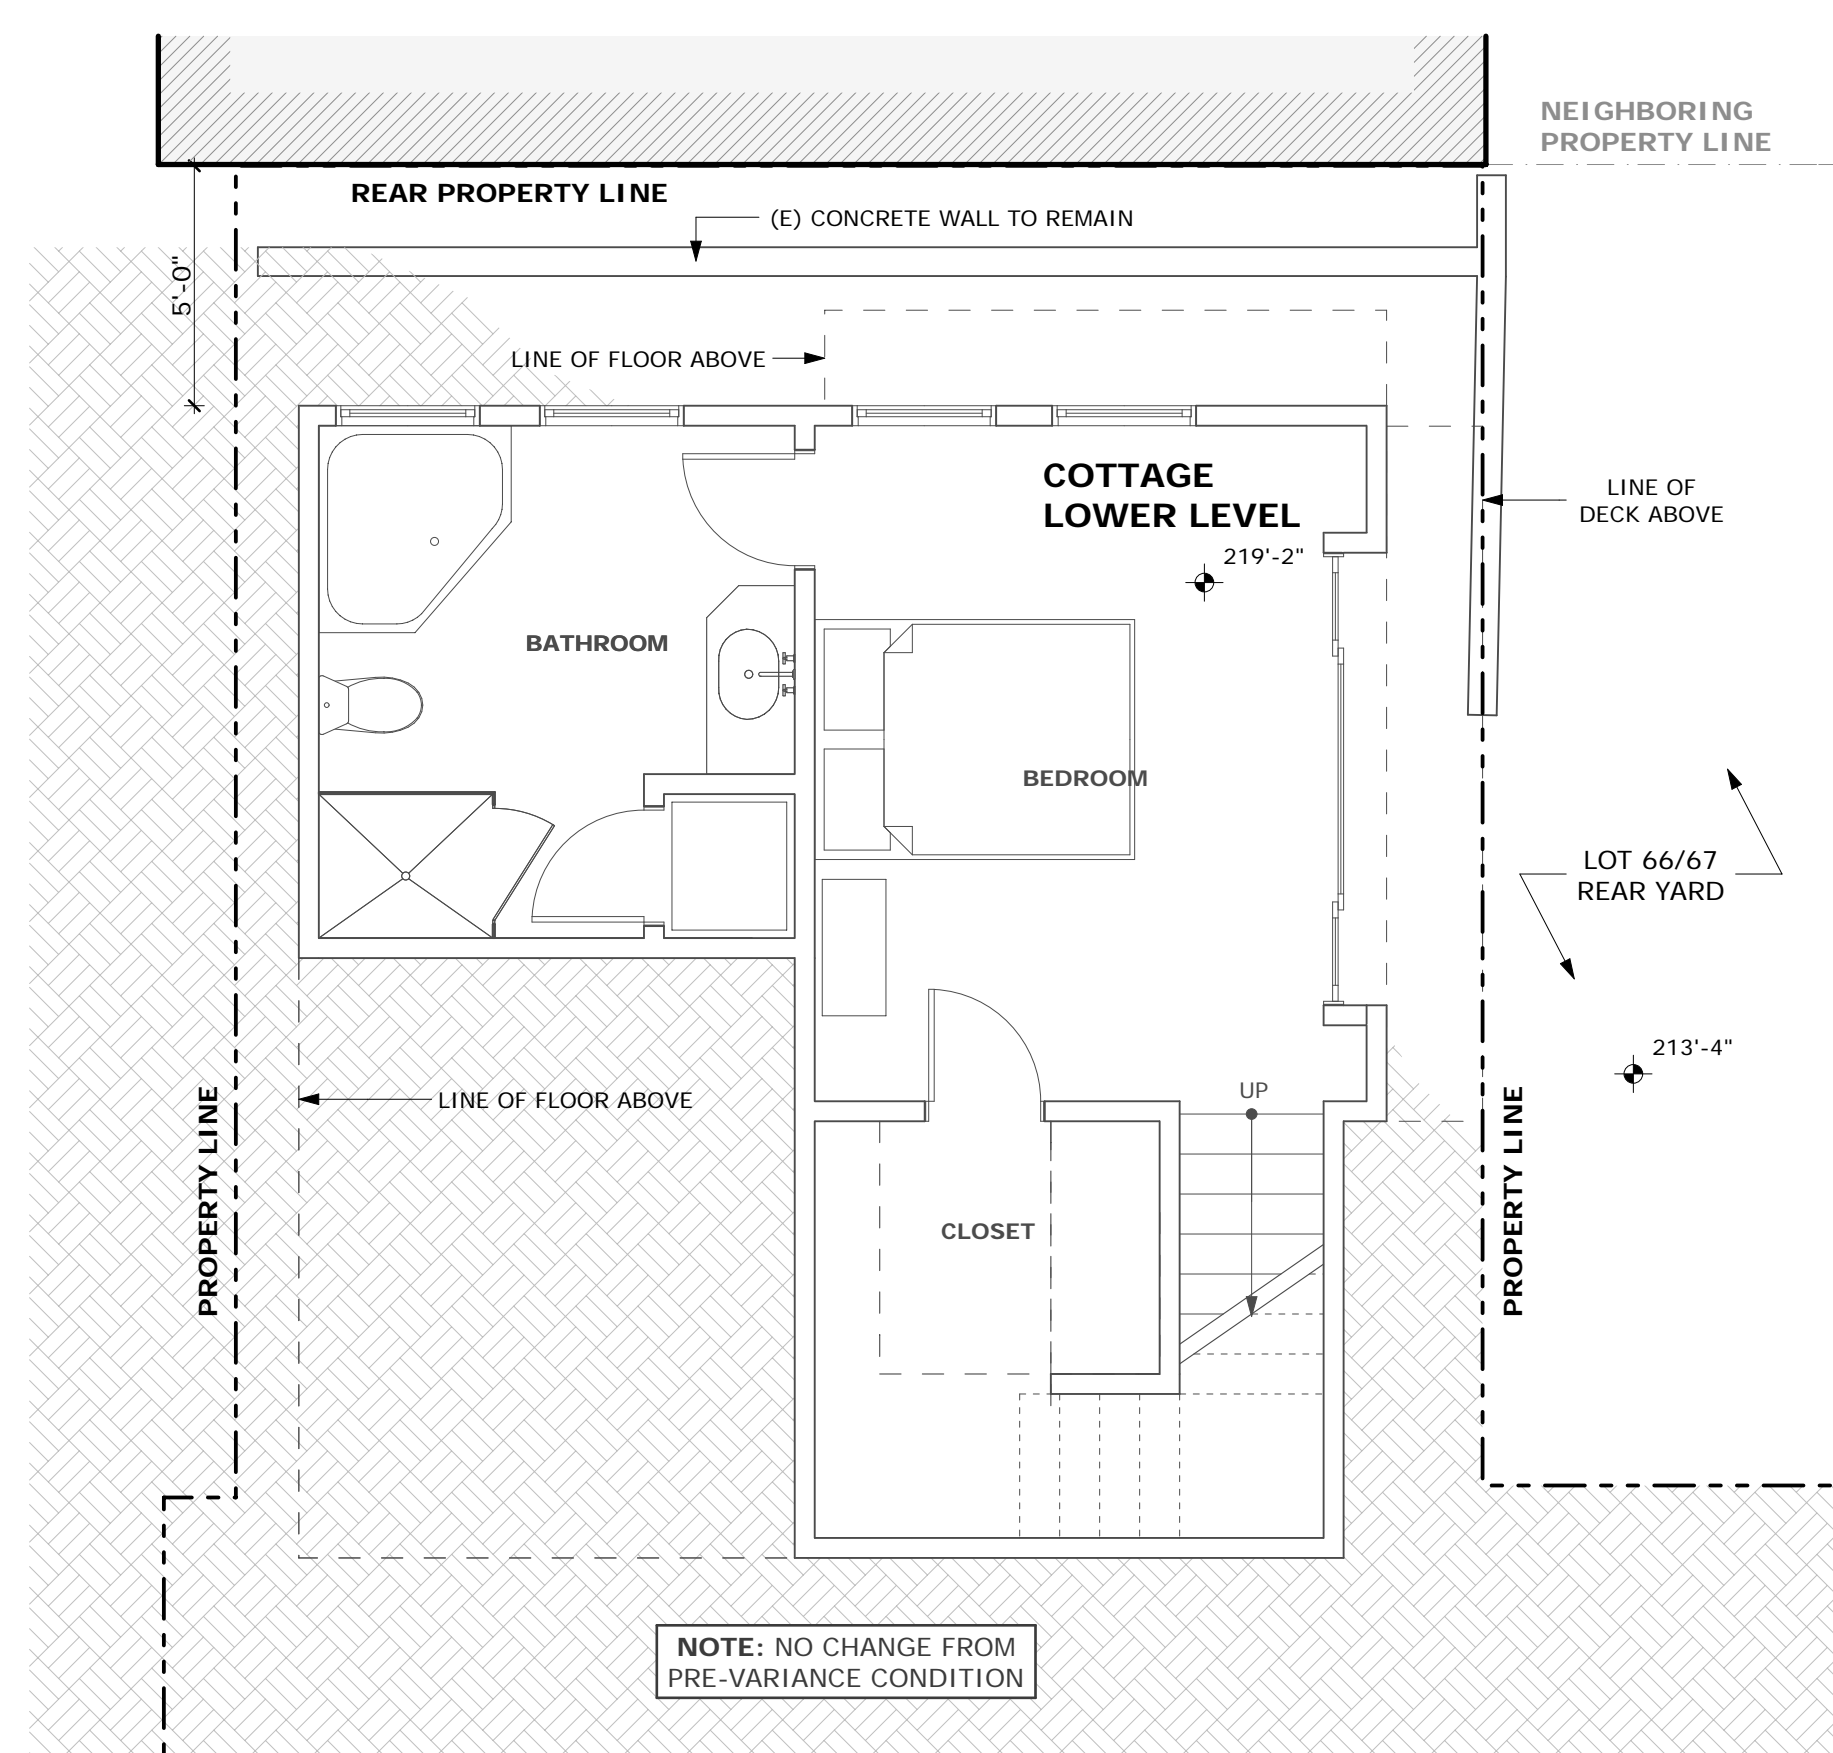 NEIGHBORING
PROPERTY LINE
REAR PROPERTY LINE
(E) CONCRETE WALL TO REMAIN
5'-0"
LINE OF FLOOR ABOVE
COTTAGE
LOWER LEVEL
219'-2"
LINE OF
DECK ABOVE
BATHROOM
BEDROOM
LOT 66/67
REAR YARD
213'-4"
UP
LINE OF FLOOR ABOVE
PROPERTY LINE
PROPERTY LINE
CLOSET
NOTE: NO CHANGE FROM
PRE-VARIANCE CONDITION